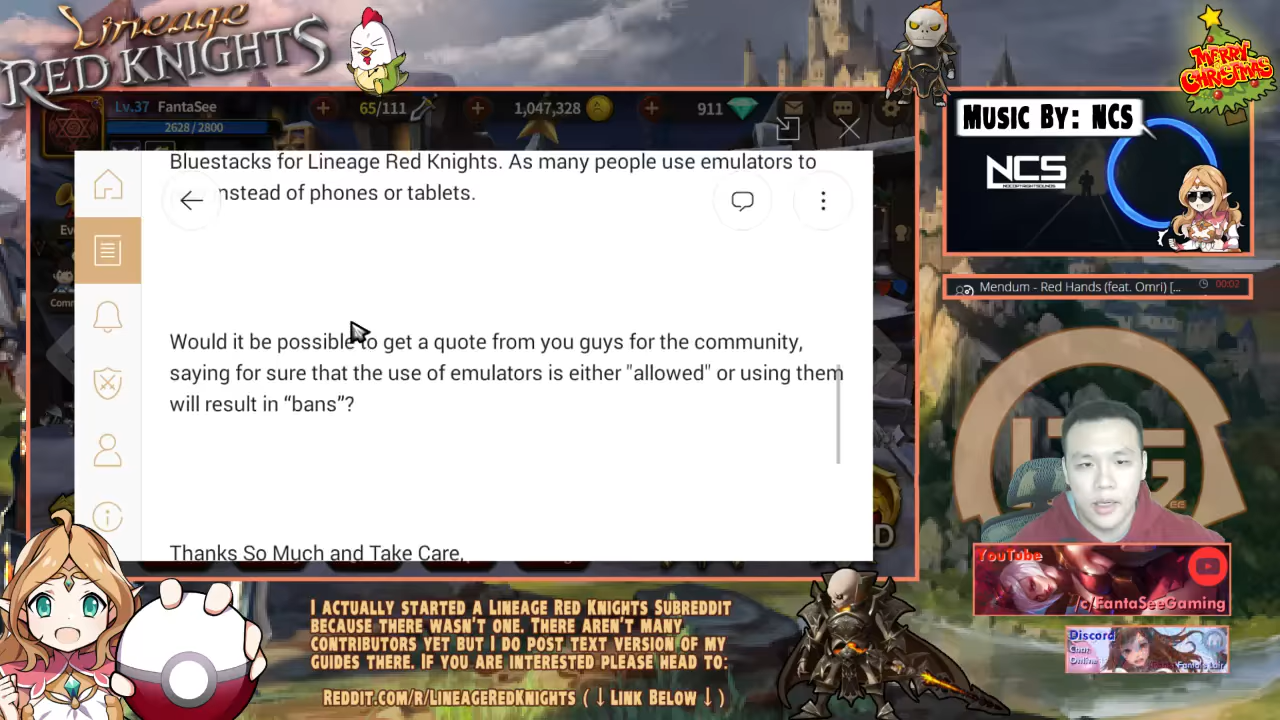 Lineage
RED KNIGHTS
MERRY
CHRISTMAS
Lv.37 FantaSee
65/111
1,047,328
911
2628 / 2800
MUSIC BY: NCS
NCS
NOCOPYRIGHTSOUNDS
Bluestacks for Lineage Red Knights. As many people use emulators to
nstead of phones or tablets.
Mendum - Red Hands (feat. Omri) [...
00:02
Would it be possible to get a quote from you guys for the community,
saying for sure that the use of emulators is either "allowed" or using them
will result in “bans”?
Thanks So Much and Take Care,
YouTube
/c/FantaSeeGaming
Discord
Chat
Online
I ACTUALLY STARTED A LINEAGE RED KNIGHTS SUBREDDIT
BECAUSE THERE WASN'T ONE. THERE AREN'T MANY
CONTRIBUTORS YET BUT I DO POST TEXT VERSION OF MY
GUIDES THERE. IF YOU ARE INTERESTED PLEASE HEAD TO:
REDDIT.COM/R/LINEAGEREDKNIGHTS (↓LINK BELOW↓)